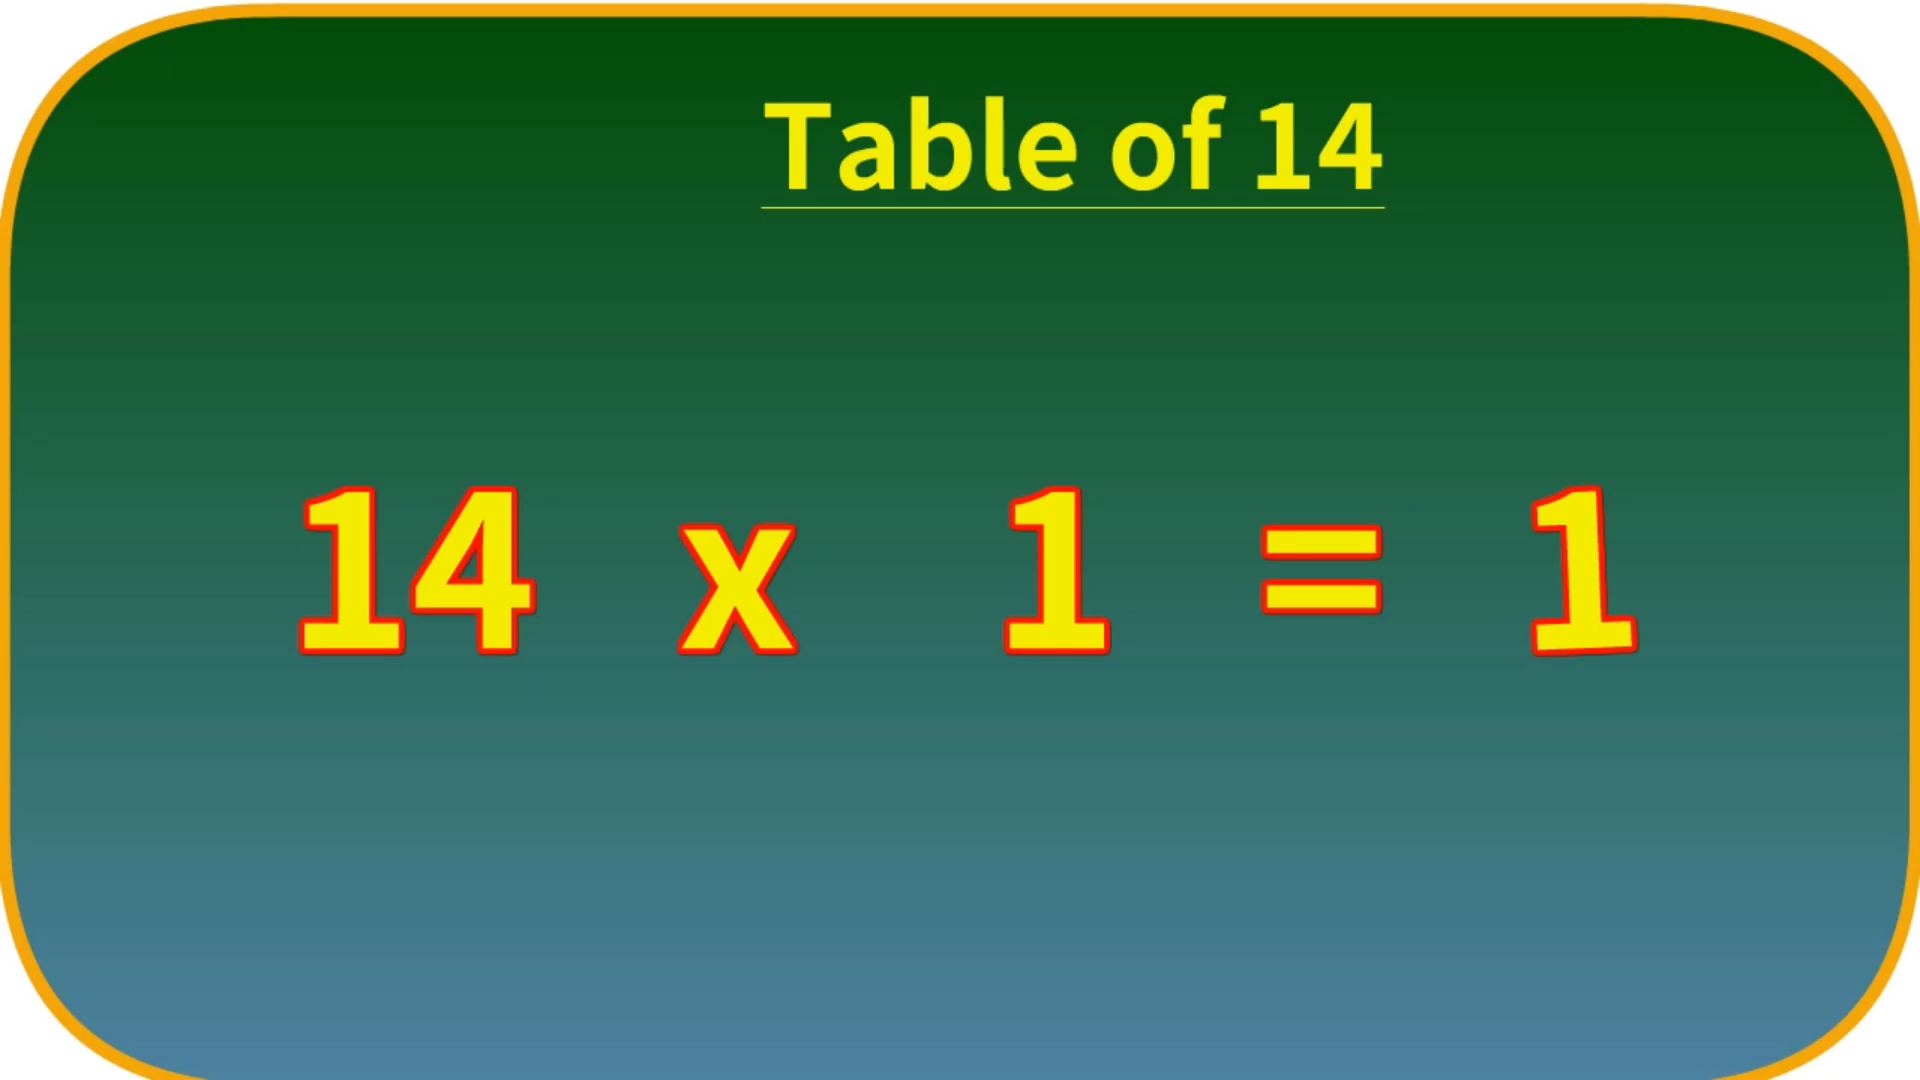 Table of 14
14 x 1 = 1